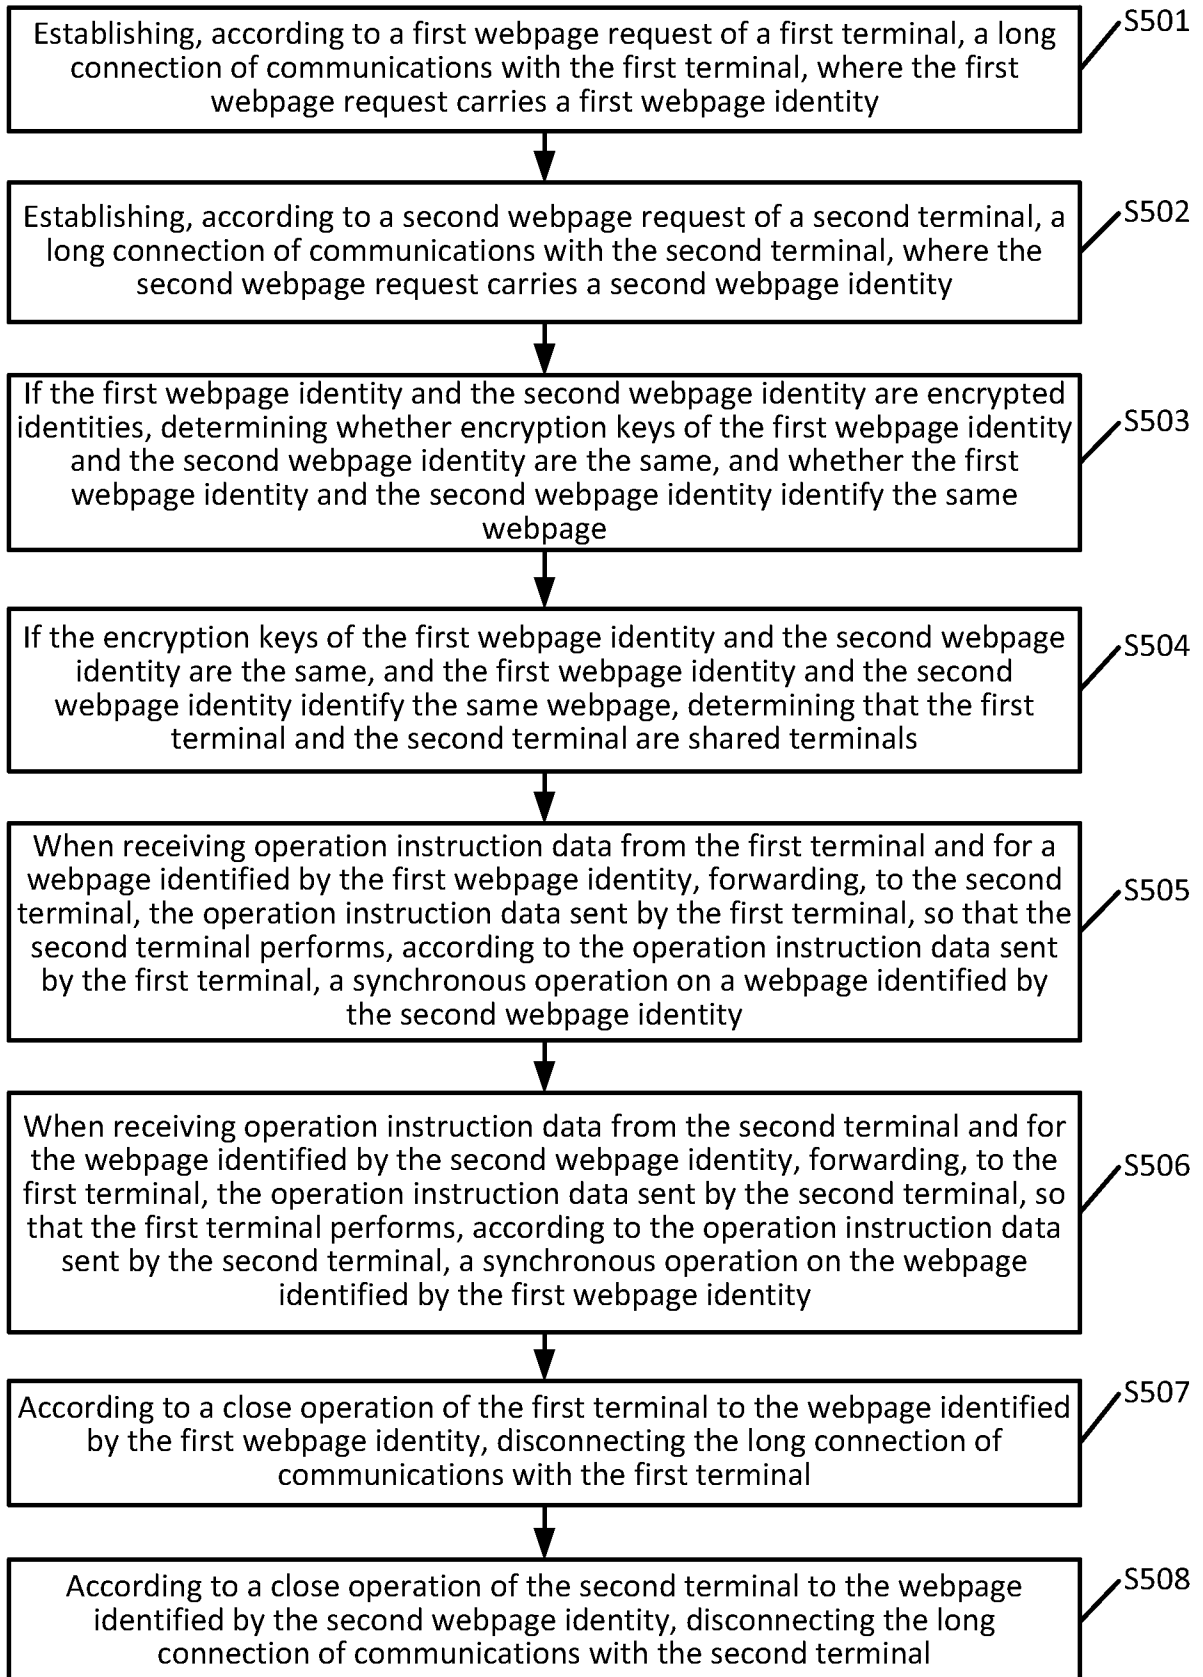 Establishing, according to a first webpage request of a first terminal, a long
connection of communications with the first terminal, where the first
webpage request carries a first webpage identity
S501
Establishing, according to a second webpage request of a second terminal, a
long connection of communications with the second terminal, where the
second webpage request carries a second webpage identity
S502
If the first webpage identity and the second webpage identity are encrypted
identities, determining whether encryption keys of the first webpage identity
and the second webpage identity are the same, and whether the first
webpage identity and the second webpage identity identify the same
webpage
S503
If the encryption keys of the first webpage identity and the second webpage
identity are the same, and the first webpage identity and the second
webpage identity identify the same webpage, determining that the first
terminal and the second terminal are shared terminals
S504
When receiving operation instruction data from the first terminal and for a
webpage identified by the first webpage identity, forwarding, to the second
terminal, the operation instruction data sent by the first terminal, so that the
second terminal performs, according to the operation instruction data sent
by the first terminal, a synchronous operation on a webpage identified by
the second webpage identity
S505
When receiving operation instruction data from the second terminal and for
the webpage identified by the second webpage identity, forwarding, to the
first terminal, the operation instruction data sent by the second terminal, so
that the first terminal performs, according to the operation instruction data
sent by the second terminal, a synchronous operation on the webpage
identified by the first webpage identity
S506
According to a close operation of the first terminal to the webpage identified
by the first webpage identity, disconnecting the long connection of
communications with the first terminal
S507
According to a close operation of the second terminal to the webpage
identified by the second webpage identity, disconnecting the long
connection of communications with the second terminal
S508